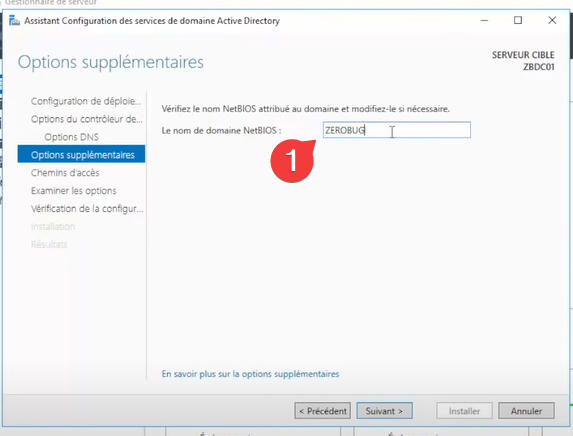 Gestionnaire de serveur
Assistant Configuration des services de domaine Active Directory
Options supplémentaires
SERVEUR CIBLE
ZBDC01
Configuration de déploie...
Options du contrôleur de...
Options DNS
Options supplémentaires
Chemins d'accès
Examiner les options
Vérification de la configur...
Installation
Résultats
Vérifiez le nom NetBIOS attribué au domaine et modifiez-le si nécessaire.
Le nom de domaine NetBIOS :
ZEROBUG
1
En savoir plus sur la options supplémentaires
< Précédent
Suivant >
Installer
Annuler